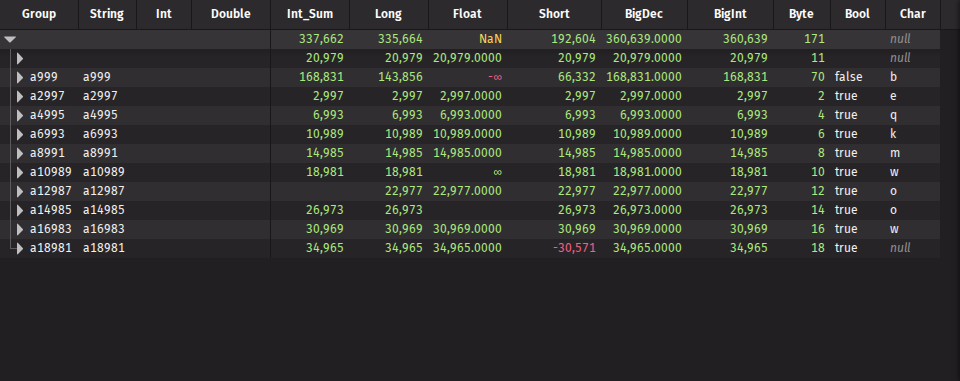 Group String Int Double Int_Sum Long Float Short BigDec BigInt Byte Bool Char
337,662 335,664 NaN 192,604 360,639.0000 360,639 171 null
20,979 20,979 20,979.0000 20,979 20,979.0000 20,979 11 null
a999 a999 168,831 143,856 -∞ 66,332 168,831.0000 168,831 70 false b
a2997 a2997 2,997 2,997 2,997.0000 2,997 2,997.0000 2,997 2 true e
a4995 a4995 6,993 6,993 6,993.0000 6,993 6,993.0000 6,993 4 true q
a6993 a6993 10,989 10,989 10,989.0000 10,989 10,989.0000 10,989 6 true k
a8991 a8991 14,985 14,985 14,985.0000 14,985 14,985.0000 14,985 8 true m
a10989 a10989 18,981 18,981 ∞ 18,981 18,981.0000 18,981 10 true w
a12987 a12987 22,977 22,977.0000 22,977 22,977.0000 22,977 12 true o
a14985 a14985 26,973 26,973 26,973 26,973.0000 26,973 14 true o
a16983 a16983 30,969 30,969 30,969.0000 30,969 30,969.0000 30,969 16 true w
a18981 a18981 34,965 34,965 34,965.0000 -30,571 34,965.0000 34,965 18 true null